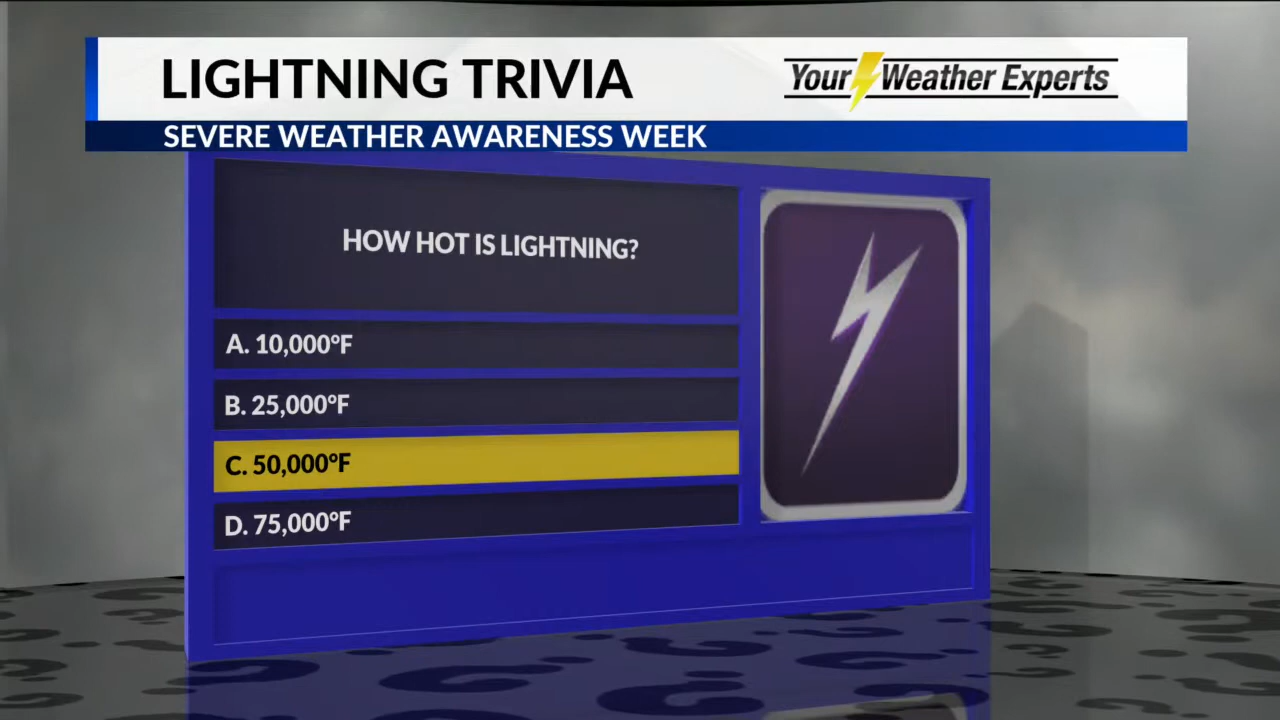 LIGHTNING TRIVIA
Your Weather Experts
SEVERE WEATHER AWARENESS WEEK
HOW HOT IS LIGHTNING?
A. 10,000°F
B. 25,000°F
C. 50,000°F
D. 75,000°F